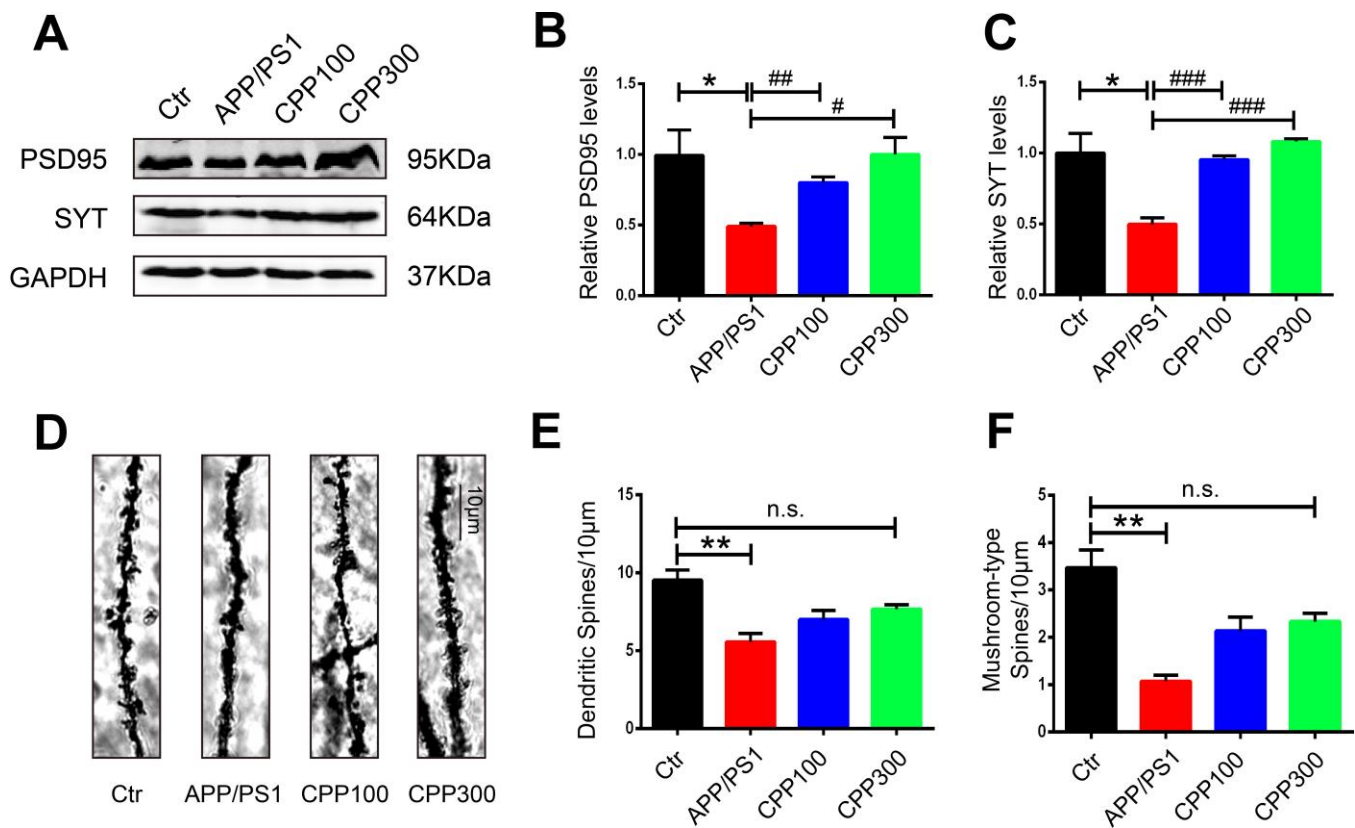 A
Ctr
APP/PS1
CPP100
CPP300
PSD95
95KDa
SYT
64KDa
GAPDH
37KDa
B
Relative PSD95 levels
1.5
1.0
0.5
0.0
*
##
#
Ctr
APP/PS1
CPP100
CPP300
C
Relative SYT levels
1.5
1.0
0.5
0.0
*
###
###
Ctr
APP/PS1
CPP100
CPP300
D
10μm
Ctr
APP/PS1
CPP100
CPP300
E
Dendritic Spines/10μm
15
10
5
0
n.s.
**
Ctr
APP/PS1
CPP100
CPP300
F
Mushroom-type
Spines/10μm
5
4
3
2
1
0
n.s.
**
Ctr
APP/PS1
CPP100
CPP300